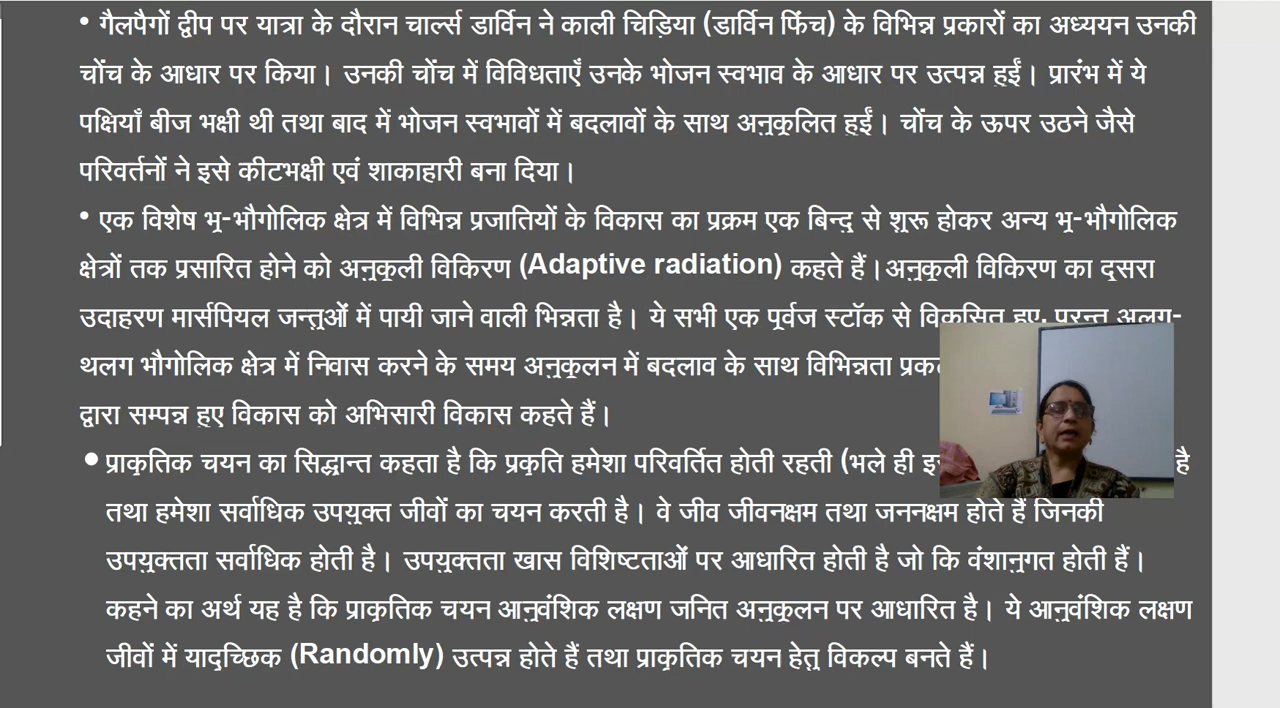 • गैलपैगों द्वीप पर यात्रा के दौरान चार्ल्स डार्विन ने काली चिड़िया (डार्विन फिंच) के विभिन्न प्रकारों का अध्ययन उनकी
चोंच के आधार पर किया। उनकी चोंच में विविधताएँ उनके भोजन स्वभाव के आधार पर उत्पन्न हुईं। प्रारंभ में ये
पक्षियाँ बीज भक्षी थी तथा बाद में भोजन स्वभावों में बदलावों के साथ अनुकूलित हुईं। चोंच के ऊपर उठने जैसे
परिवर्तनों ने इसे कीटभक्षी एवं शाकाहारी बना दिया।
• एक विशेष भू-भौगोलिक क्षेत्र में विभिन्न प्रजातियों के विकास का प्रक्रम एक बिन्दु से शुरू होकर अन्य भू-भौगोलिक
क्षेत्रों तक प्रसारित होने को अनुकूली विकिरण (Adaptive radiation) कहते हैं।अनुकूली विकिरण का दूसरा
उदाहरण मार्सपियल जन्तुओं में पायी जाने वाली भिन्नता है। ये सभी एक पूर्वज स्टॉक से विकसित हुए, परन्तु अलग-
थलग भौगोलिक क्षेत्र में निवास करने के समय अनुकूलन में बदलाव के साथ विभिन्नता
द्वारा सम्पन्न हुए विकास को अभिसारी विकास कहते हैं।
• प्राकृतिक चयन का सिद्धान्त कहता है कि प्रकृति हमेशा परिवर्तित होती रहती (भले ही है
तथा हमेशा सर्वाधिक उपयुक्त जीवों का चयन करती है। वे जीव जीवनक्षम तथा जननक्षम होते हैं जिनकी
उपयुक्तता सर्वाधिक होती है। उपयुक्तता खास विशिष्टताओं पर आधारित होती है जो कि वंशानुगत होती हैं।
कहने का अर्थ यह है कि प्राकृतिक चयन आनुवंशिक लक्षण जनित अनुकूलन पर आधारित है। ये आनुवंशिक लक्षण
जीवों में यादृच्छिक (Randomly) उत्पन्न होते हैं तथा प्राकृतिक चयन हेतु विकल्प बनते हैं।